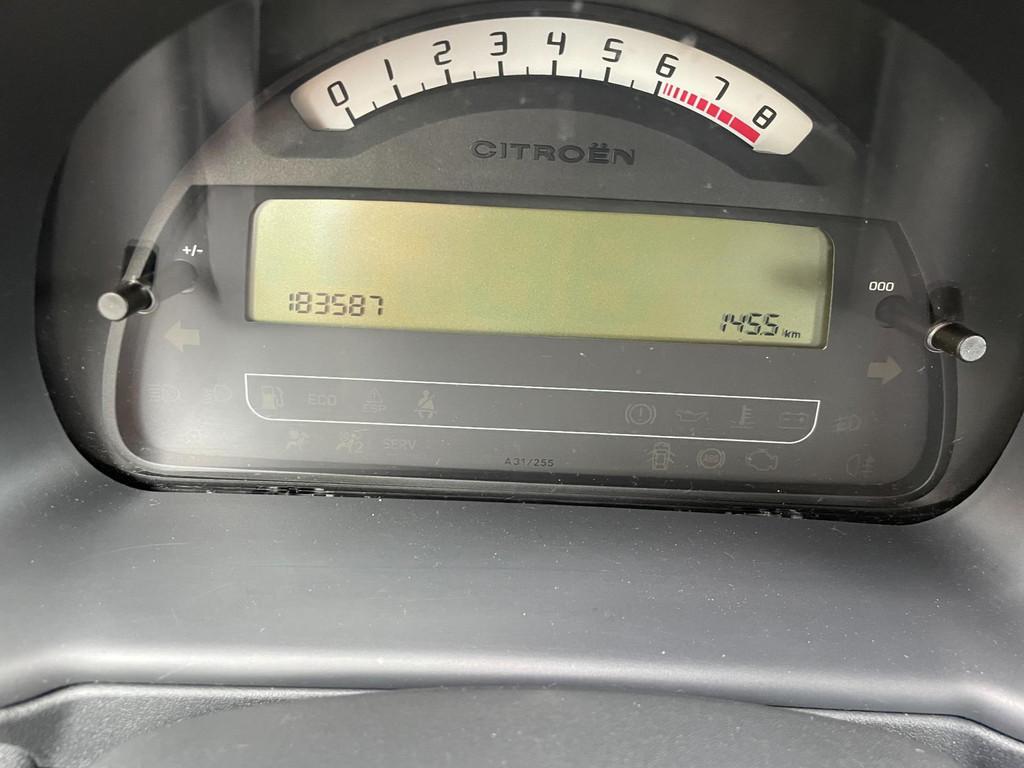 0 1 2 3 4 5 6 7 8
CITROËN
+/-
000
183587
145.5 km
ECO ESP
SERV
ABS
A31/255